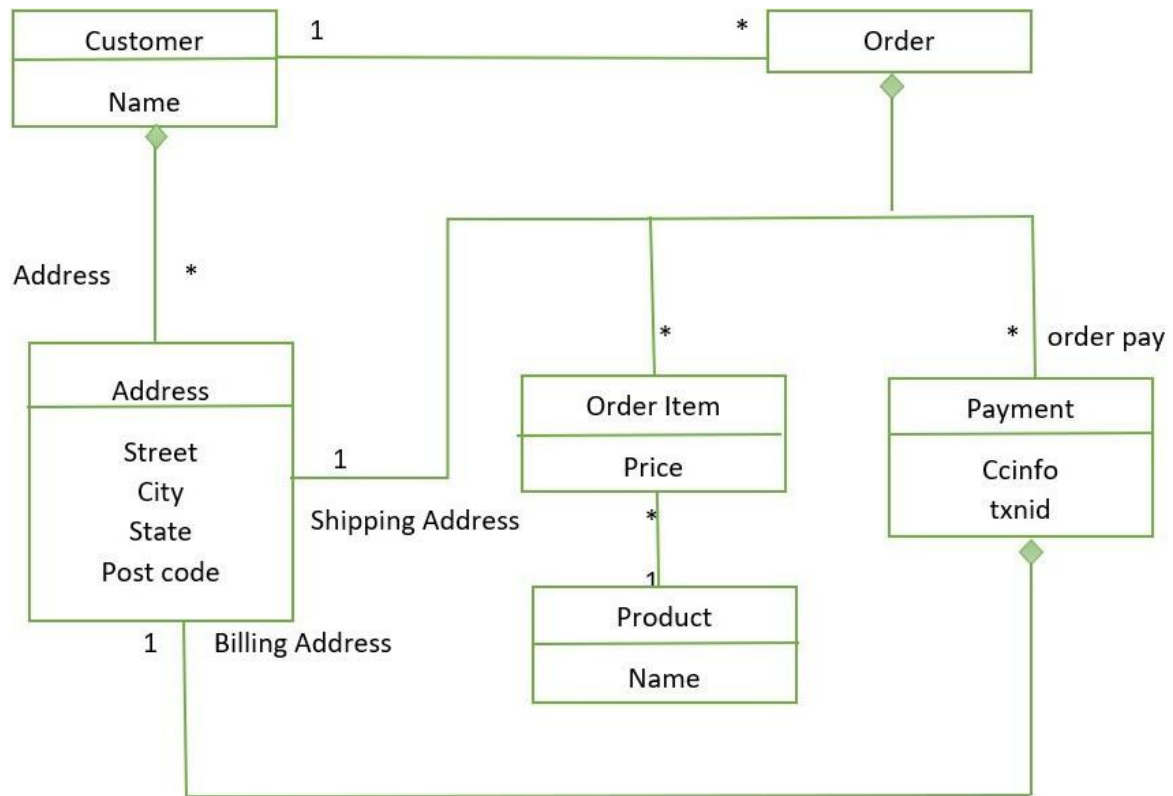 Customer
Name
1
*
Order
Address
*
Address
Street
City
State
Post code
1
Shipping Address
1
Billing Address
*
Order Item
Price
*
1
Product
Name
*
order pay
Payment
Ccinfo
txnid